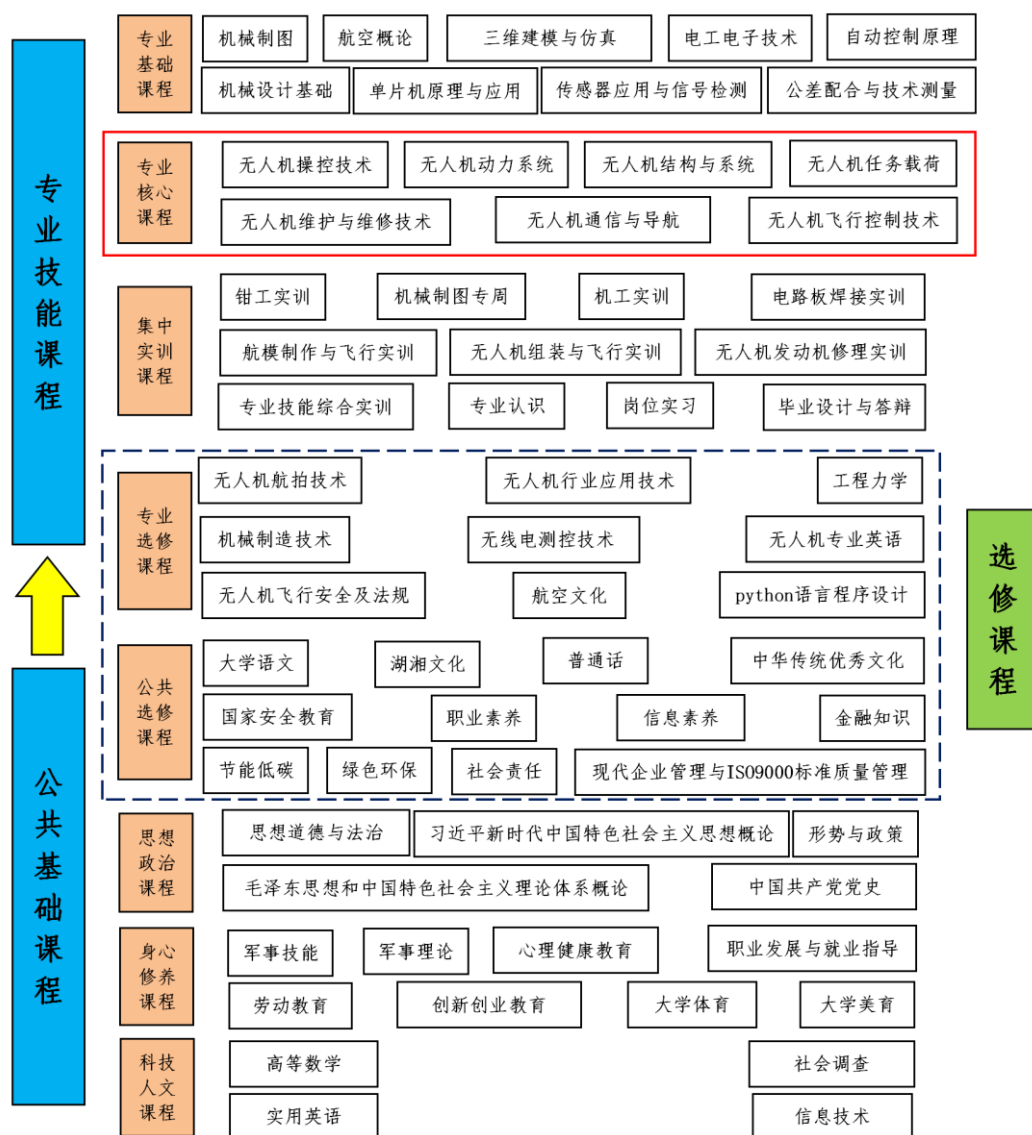 专业技能课程
公共基础课程
选修课程
专业
基础
课程
机械制图 航空概论 三维建模与仿真 电工电子技术 自动控制原理
机械设计基础 单片机原理与应用 传感器应用与信号检测 公差配合与技术测量
专业
核心
课程
无人机操控技术 无人机动力系统 无人机结构与系统 无人机任务载荷
无人机维护与维修技术 无人机通信与导航 无人机飞行控制技术
集中
实训
课程
钳工实训 机械制图专周 机工实训 电路板焊接实训
航模制作与飞行实训 无人机组装与飞行实训 无人机发动机修理实训
专业技能综合实训 专业认识 岗位实习 毕业设计与答辩
专业
选修
课程
无人机航拍技术 无人机行业应用技术 工程力学
机械制造技术 无线电测控技术 无人机专业英语
无人机飞行安全及法规 航空文化 python语言程序设计
公共
选修
课程
大学语文 湖湘文化 普通话 中华传统优秀文化
国家安全教育 职业素养 信息素养 金融知识
节能低碳 绿色环保 社会责任 现代企业管理与ISO9000标准质量管理
思想
政治
课程
思想道德与法治 习近平新时代中国特色社会主义思想概论 形势与政策
毛泽东思想和中国特色社会主义理论体系概论 中国共产党党史
身心
修养
课程
军事技能 军事理论 心理健康教育 职业发展与就业指导
劳动教育 创新创业教育 大学体育 大学美育
科技
人文
课程
高等数学 社会调查
实用英语 信息技术